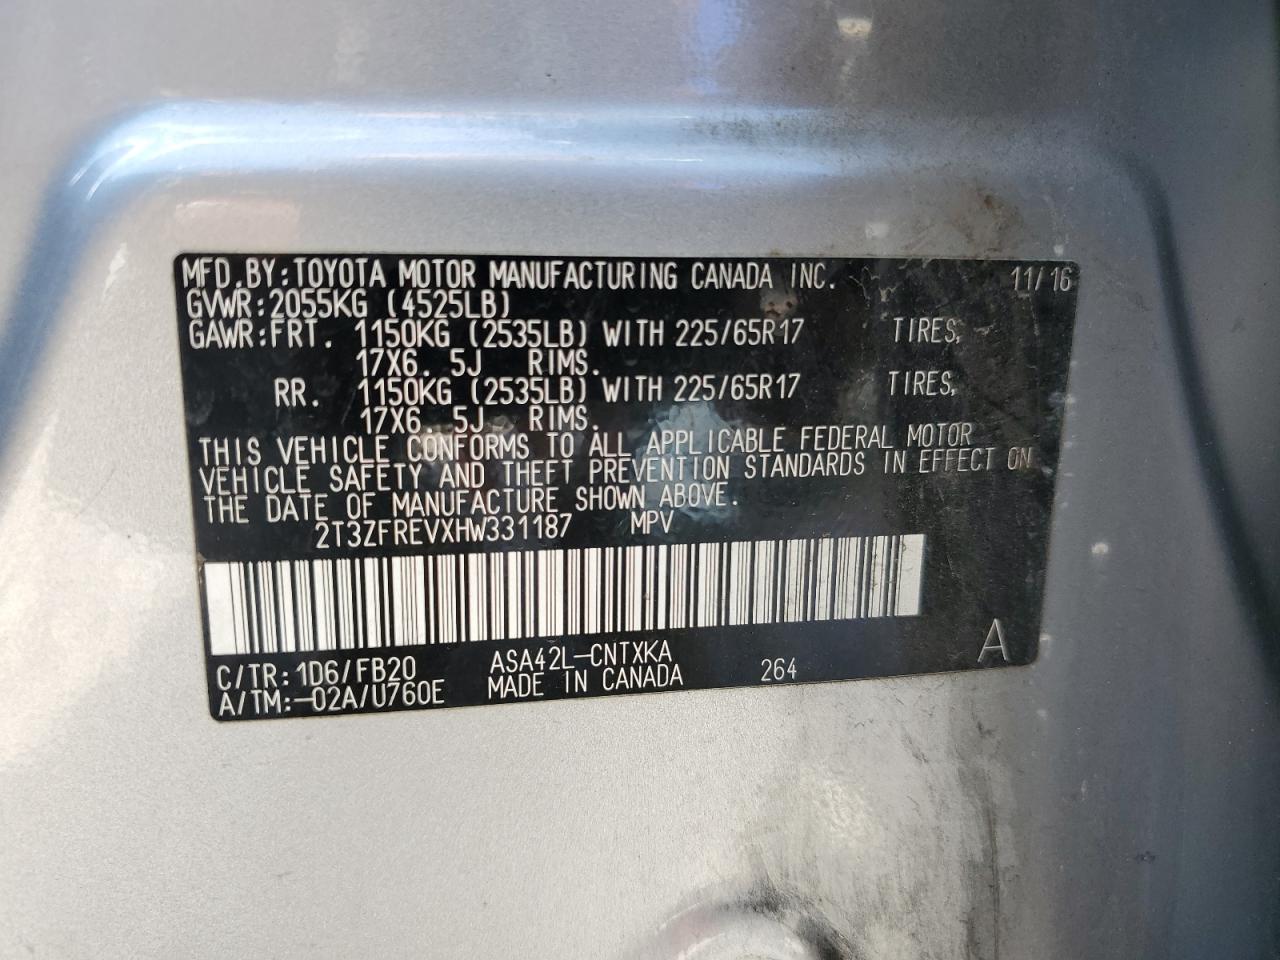 MFD.BY:TOYOTA MOTOR MANUFACTURING CANADA INC. 11/16
GVWR:2055KG (4525LB)
GAWR:FRT. 1150KG (2535LB) WITH 225/65R17 TIRES,
17X6.5J RIMS.
RR. 1150KG (2535LB) WITH 225/65R17 TIRES,
17X6.5J RIMS.
THIS VEHICLE CONFORMS TO ALL APPLICABLE FEDERAL MOTOR
VEHICLE SAFETY AND THEFT PREVENTION STANDARDS IN EFFECT ON
THE DATE OF MANUFACTURE SHOWN ABOVE.
2T3ZFREVXHW331187 MPV
C/TR:1D6/FB20 ASA42L-CNTXKA 264 A
A/TM:-02A/U760E MADE IN CANADA